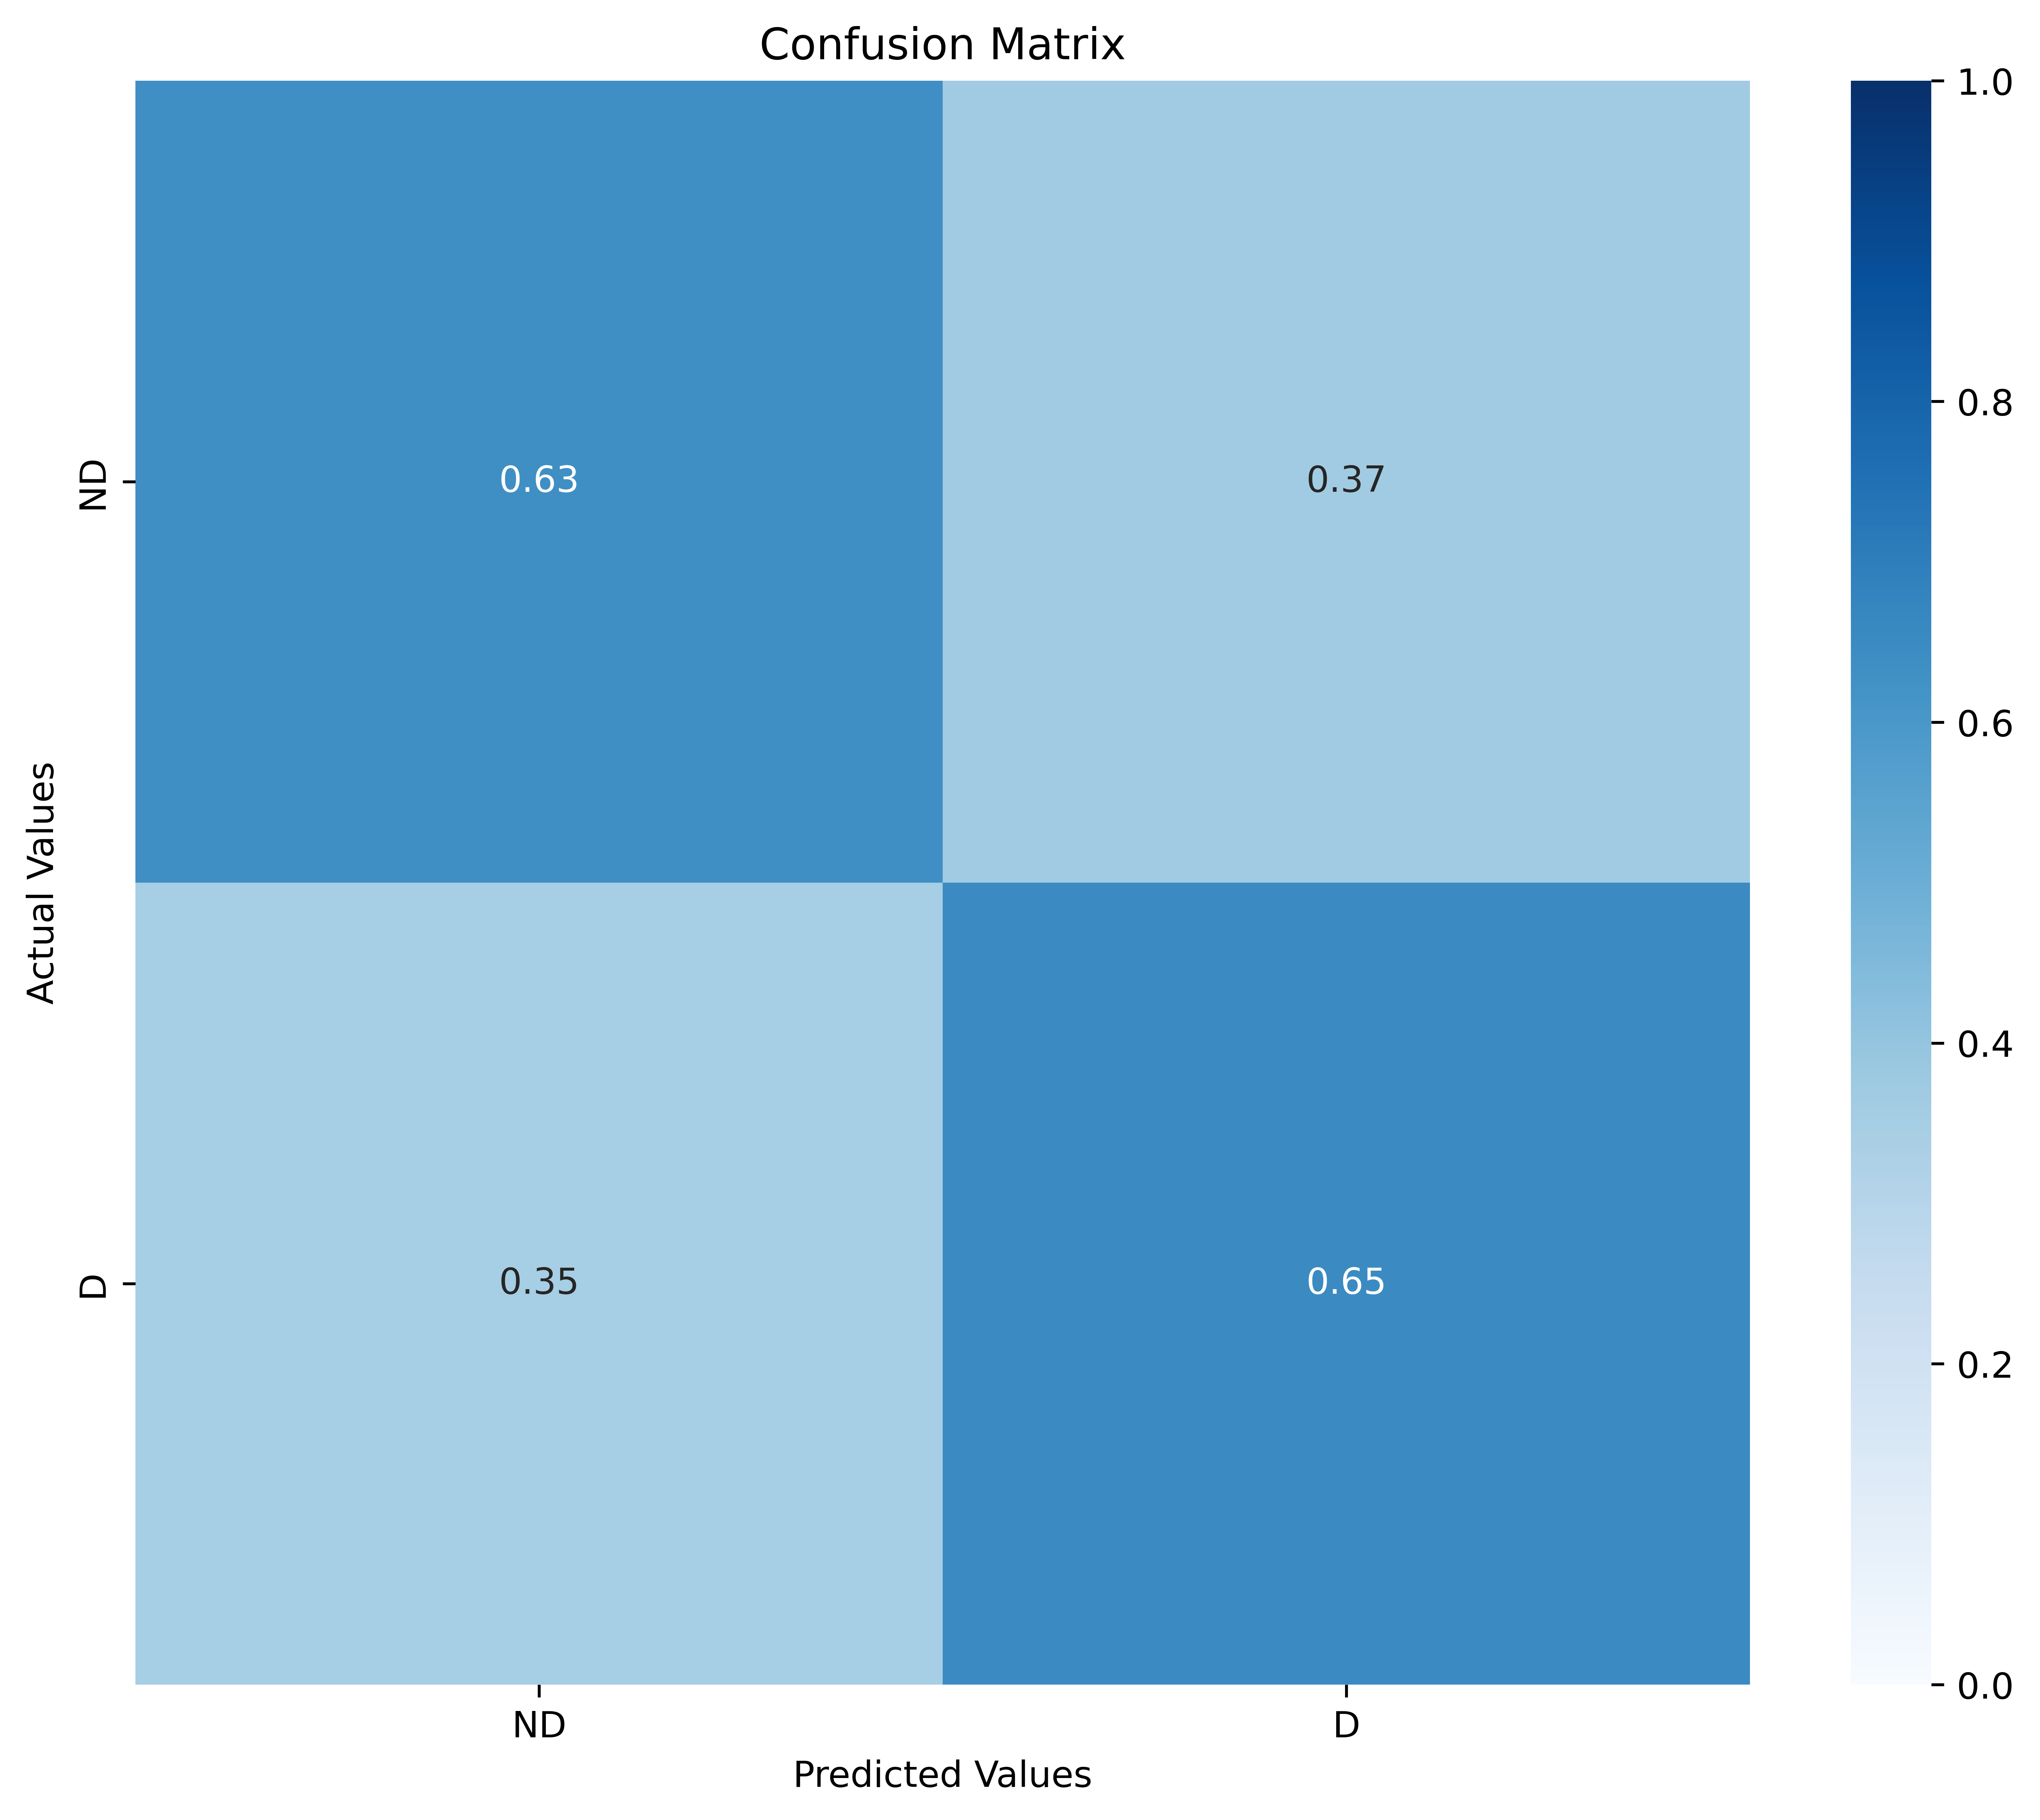 Confusion Matrix
Actual Values
ND
D
0.63
0.37
0.35
0.65
ND
D
Predicted Values
1.0
0.8
0.6
0.4
0.2
0.0